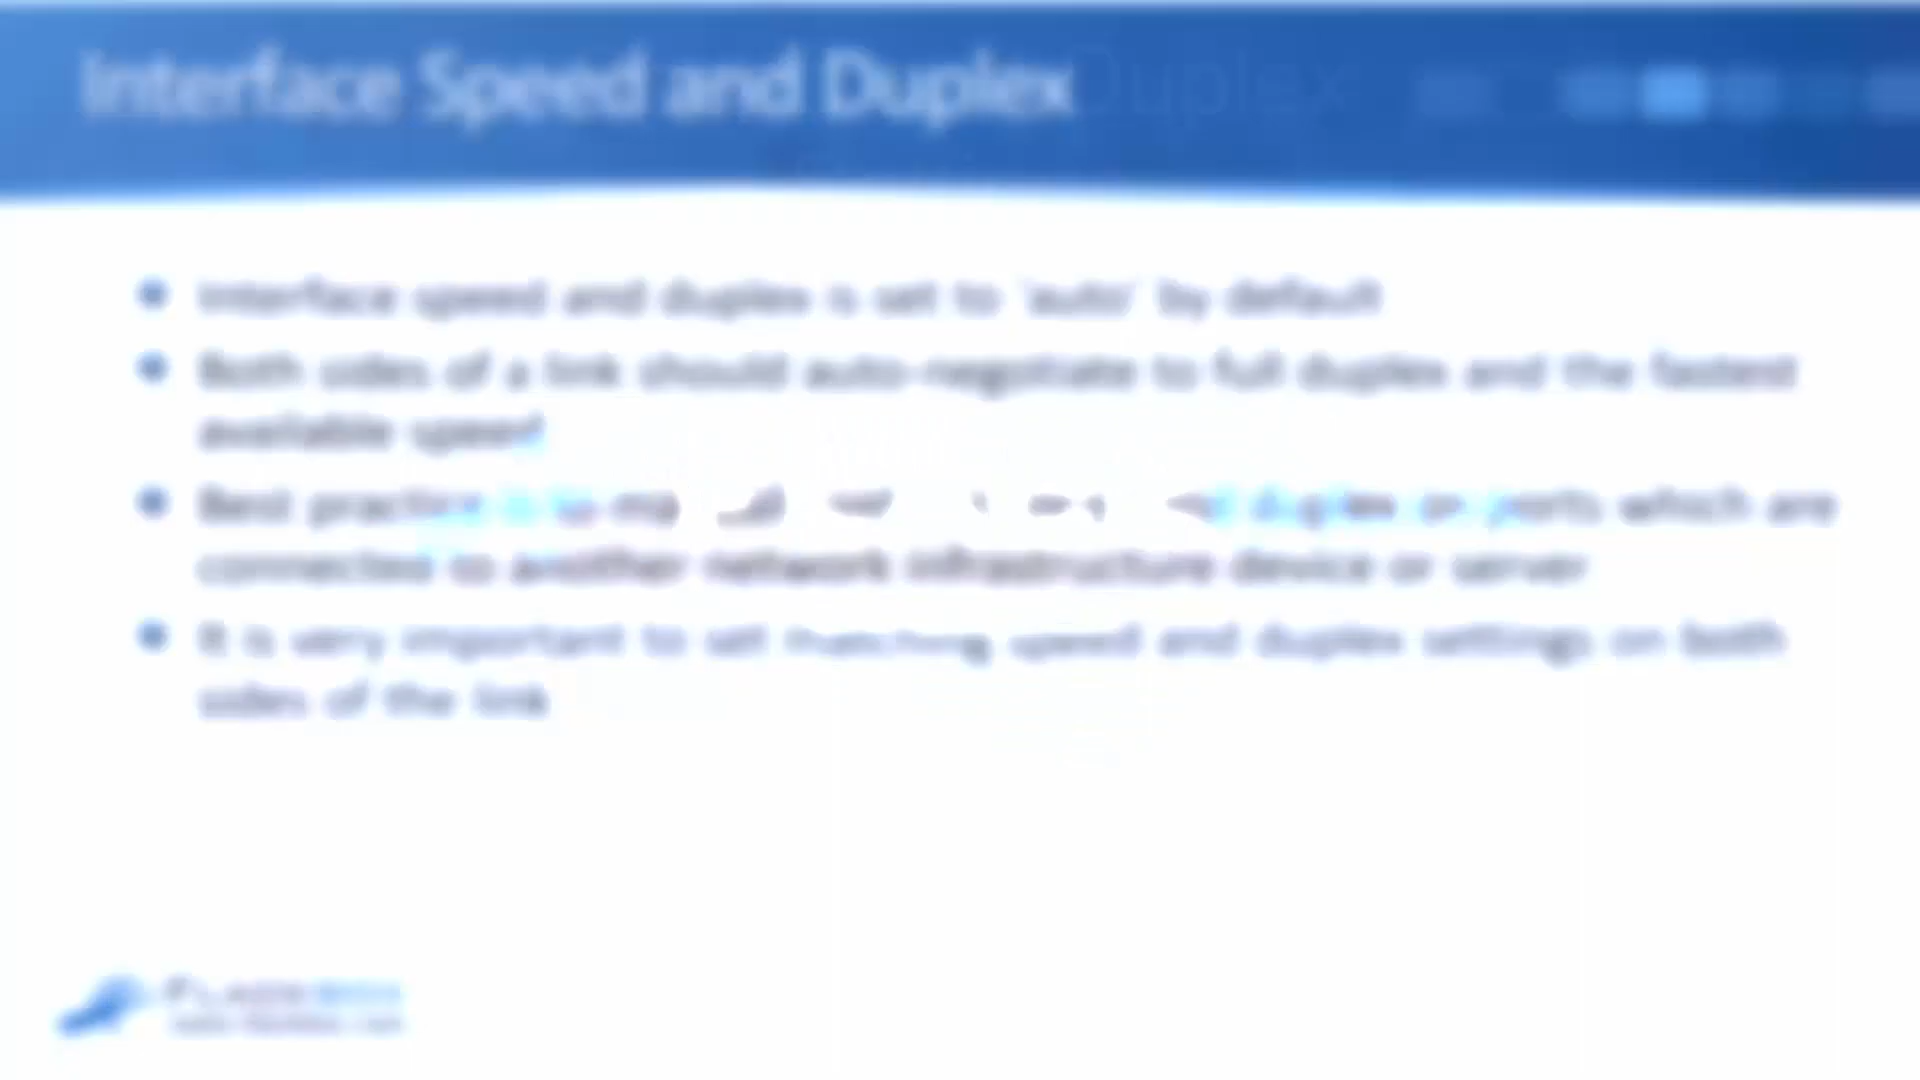 Interface Speed and Duplex
Interface speed and duplex is set to 'auto' by default
Both sides of a link should auto-negotiate to full duplex and the fastest
available speed
Best practice is to duplex on ports which are
connected to another network infrastructure device or server
It is very important to set matching speed and duplex settings on both
sides of the link